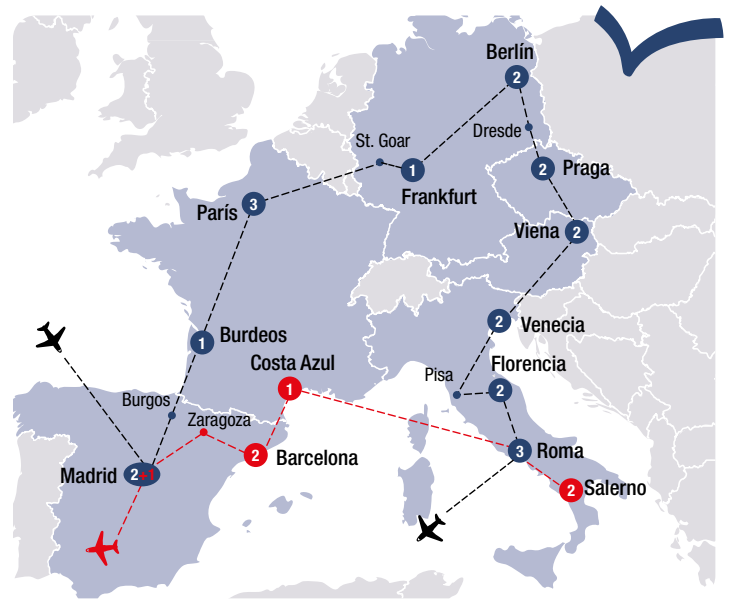 Berlín
2
Dresde
St. Goar
1
Frankfurt
2
Praga
París
3
Viena
2
2
Venecia
1
Burdeos
Costa Azul
1
Florencia
2
Pisa
Burgos
Zaragoza
2
Barcelona
3
Roma
Madrid
2+1
2
Salerno